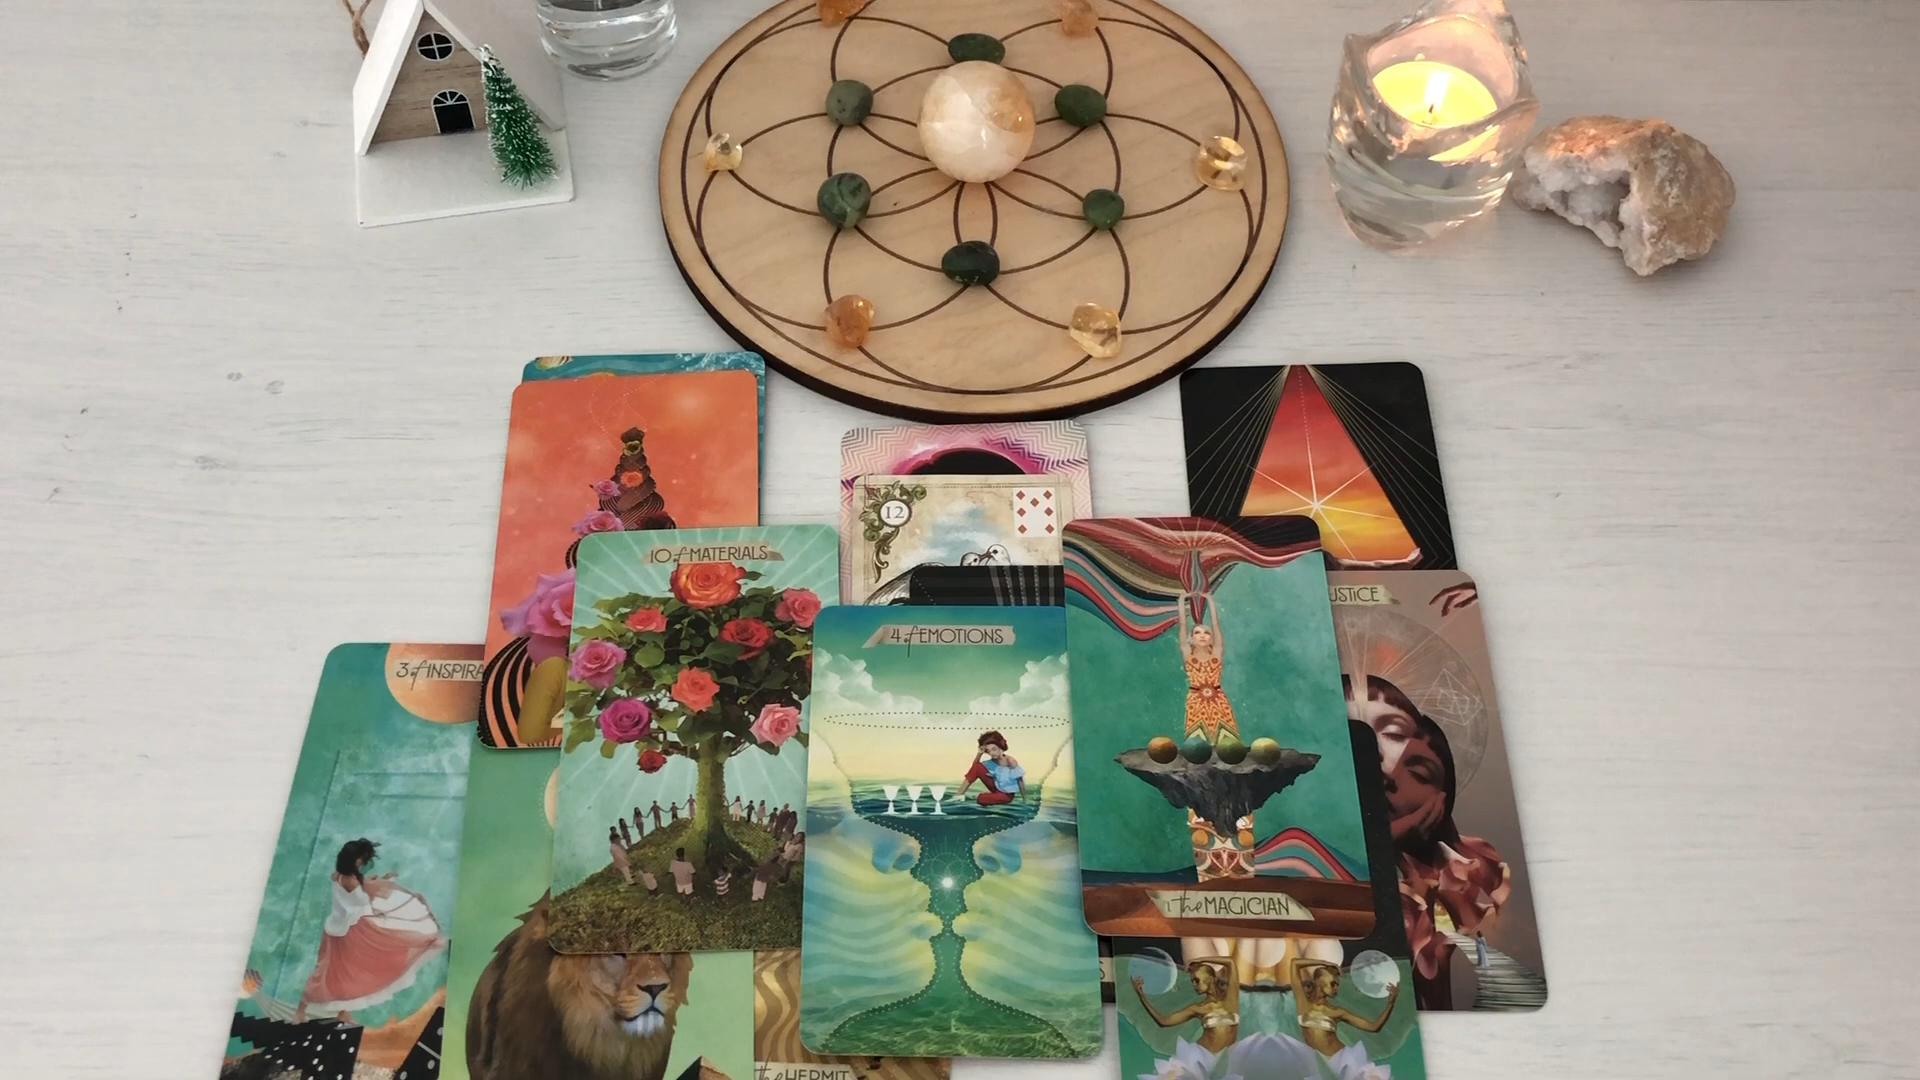 12
10 of MATERIALS
USTICE
4 of EMOTIONS
3 of INSPIRA
1 the MAGICIAN
S
the HERMIT